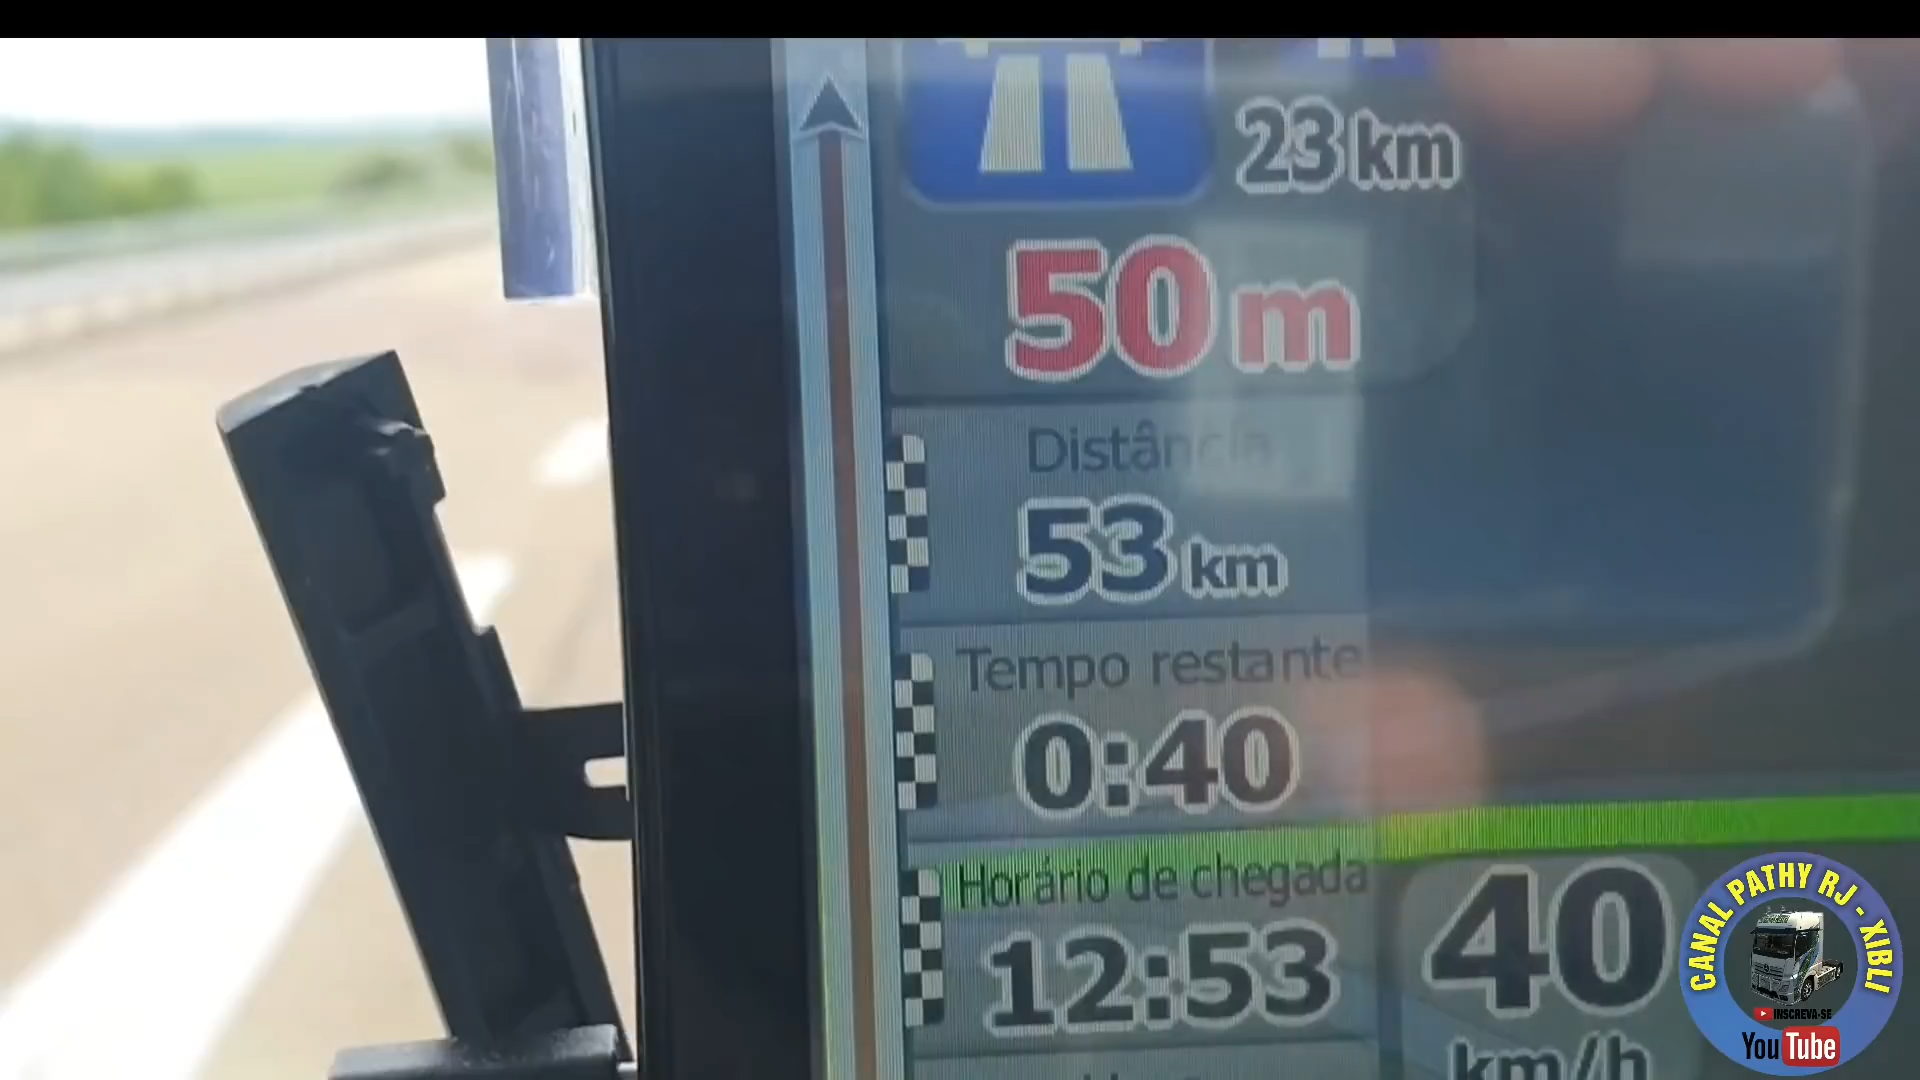 23 km
50 m
Distância
53 km
Tempo restante
0:40
Horário de chegada
12:53
40
km/h
CANAL PATHY RJ - XIBLI
INSCREVA-SE
YouTube